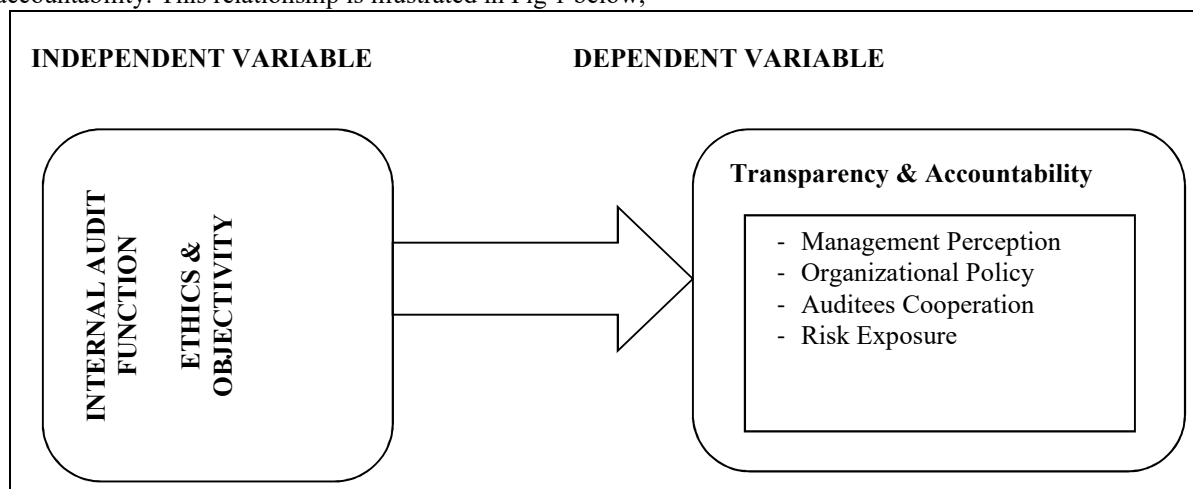 accountability. This relationship is illustrated in Fig 1 below;
INDEPENDENT VARIABLE
DEPENDENT VARIABLE
INTERNAL AUDIT
FUNCTION
ETHICS &
OBJECTIVITY
Transparency & Accountability
- Management Perception
- Organizational Policy
- Auditees Cooperation
- Risk Exposure